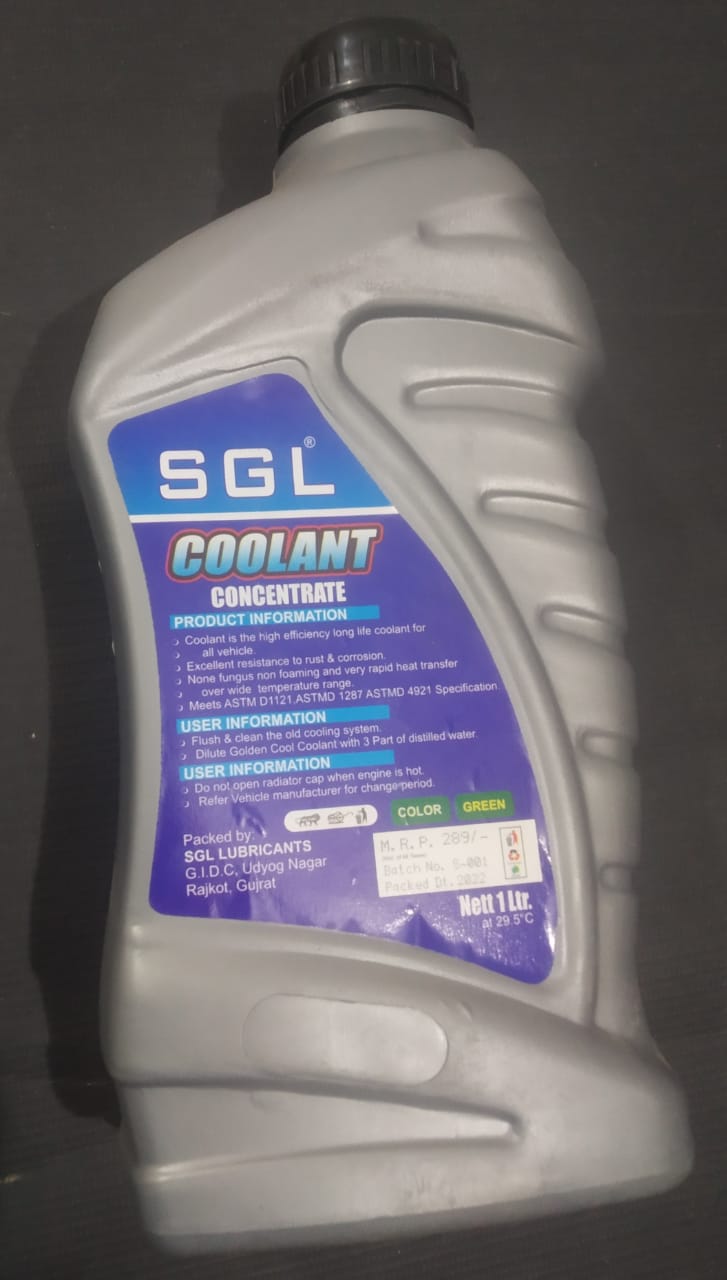 SGL®
COOLANT
CONCENTRATE
PRODUCT INFORMATION
Coolant is the high efficiency long life coolant for
all vehicle.
Excellent resistance to rust & corrosion.
None fungus non foaming and very rapid heat transfer
over wide temperature range.
Meets ASTM D1121,ASTMD 1287 ASTMD 4921 Specification.
USER INFORMATION
Flush & clean the old cooling system.
Dilute Golden Cool Coolant with 3 Part of distilled water.
USER INFORMATION
Do not open radiator cap when engine is hot.
Refer Vehicle manufacturer for change period.
COLOR GREEN
Packed by:
SGL LUBRICANTS
G.I.D.C, Udyog Nagar
Rajkot, Gujrat
M.R.P. 289/-
Batch No. S-001
Packed Dt. 2022
Nett 1 Ltr.
at 29.5°C